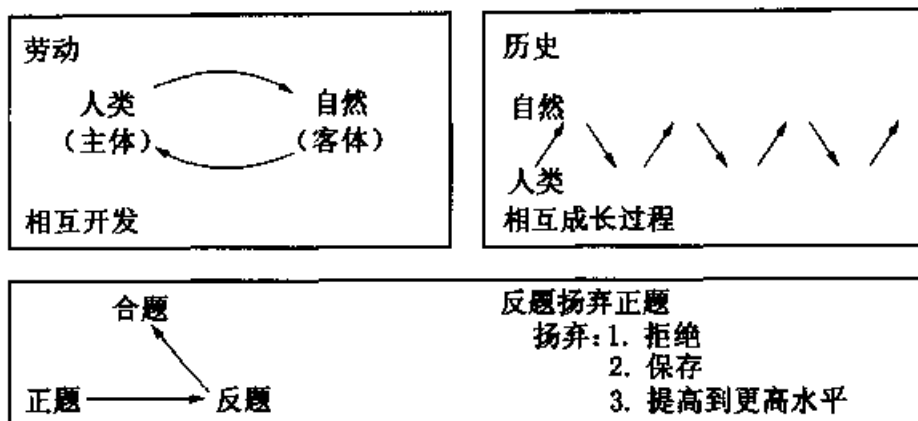 劳动
人类 自然
(主体) (客体)
相互开发
历史
自然
人类
相互成长过程
合题
正题 反题
反题扬弃正题
扬弃:1. 拒绝
2. 保存
3. 提高到更高水平